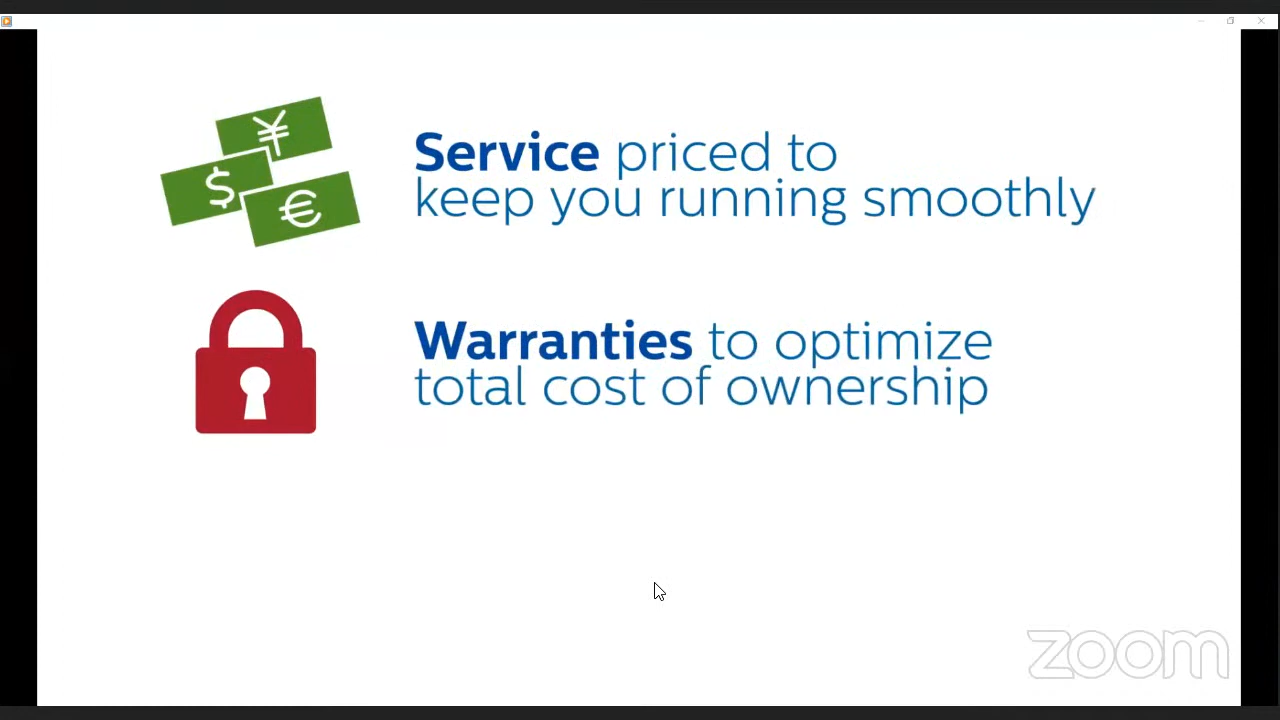 ¥
$
€
Service priced to
keep you running smoothly
Warranties to optimize
total cost of ownership
zoom